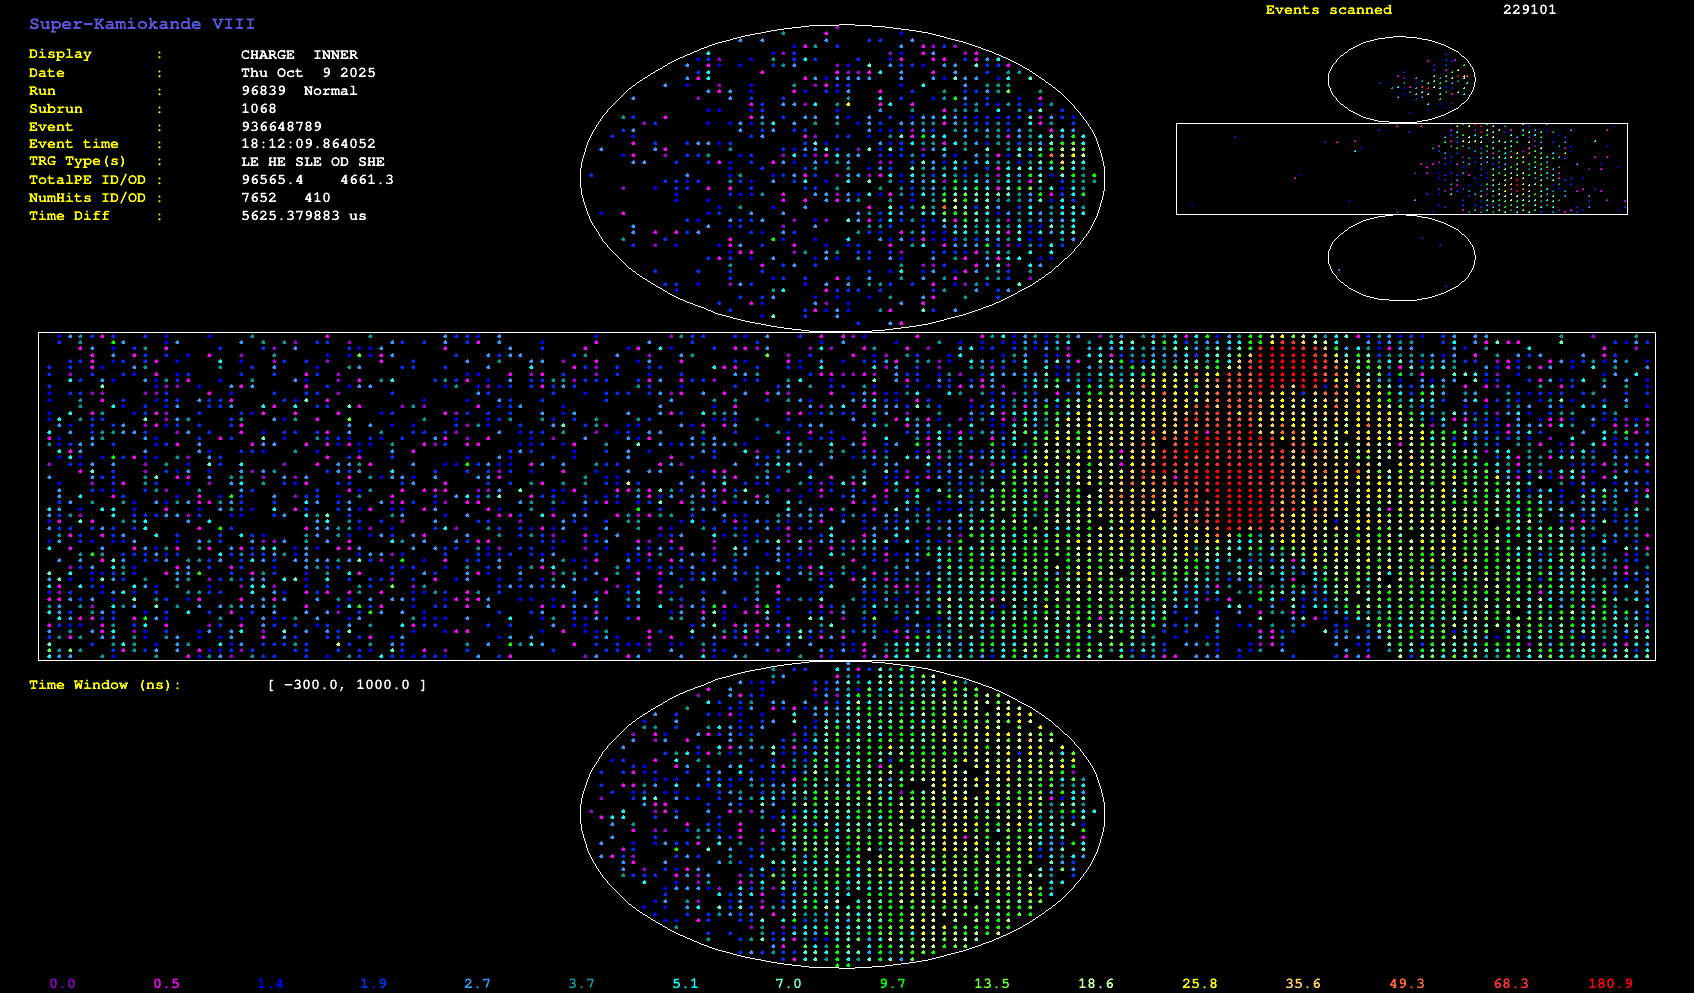 Super-Kamiokande VIII
Events scanned 229101
Display : CHARGE INNER
Date : Thu Oct 9 2025
Run : 96839 Normal
Subrun : 1068
Event : 936648789
Event time : 18:12:09.864052
TRG Type(s) : LE HE SLE OD SHE
TotalPE ID/OD : 96565.4 4661.3
NumHits ID/OD : 7652 410
Time Diff : 5625.379883 us
Time Window (ns): [ -300.0, 1000.0 ]
0.0 0.5 1.4 1.9 2.7 3.7 5.1 7.0 9.7 13.5 18.6 25.8 35.6 49.3 68.3 180.9